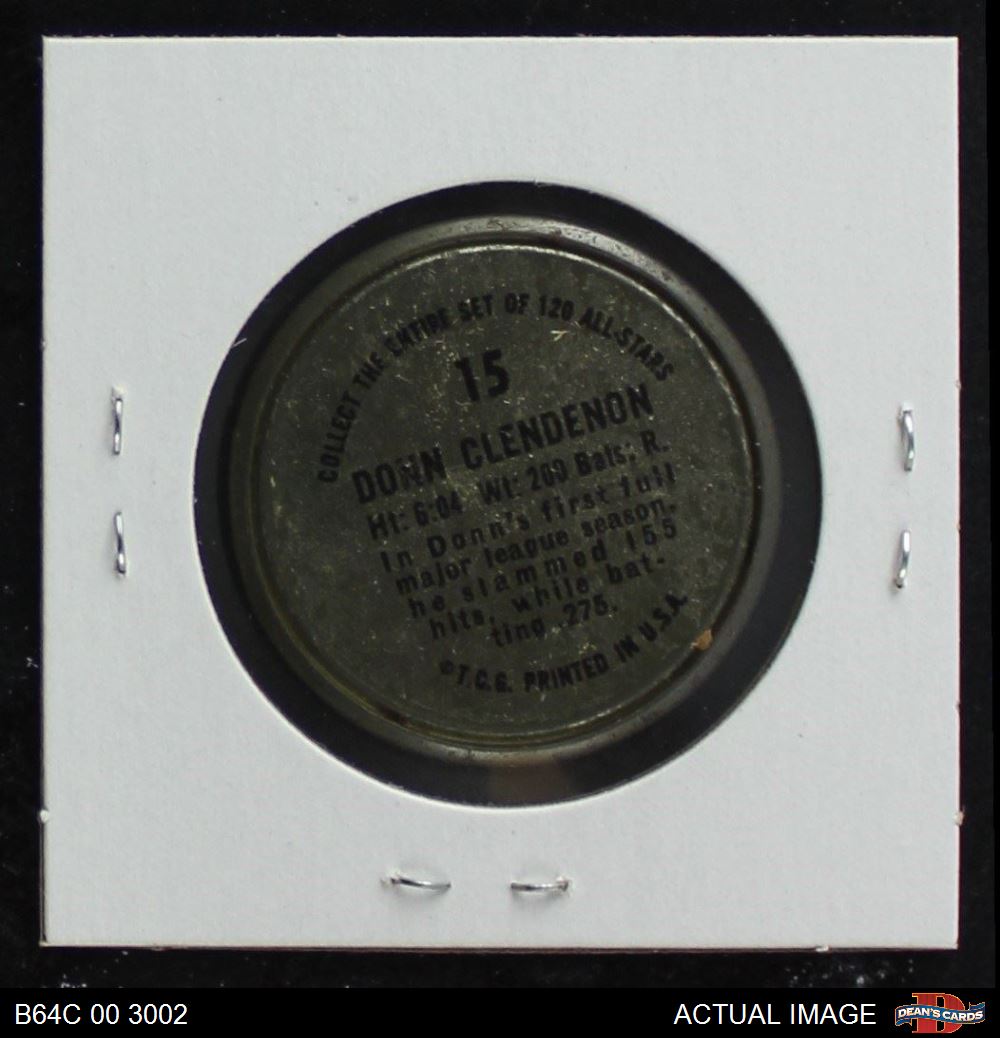 COLLECT THE ENTIRE SET OF 120 ALL-STARS
15
DONN CLENDENON
Ht: 6:04 Wt: 200 Bats: R.
In Donn's first full
major league season,
he slammed 155
hits, while bat-
ting .275.
©T.C.G. PRINTED IN U.S.A.
B64C 00 3002
ACTUAL IMAGE
D
DEAN'S CARDS